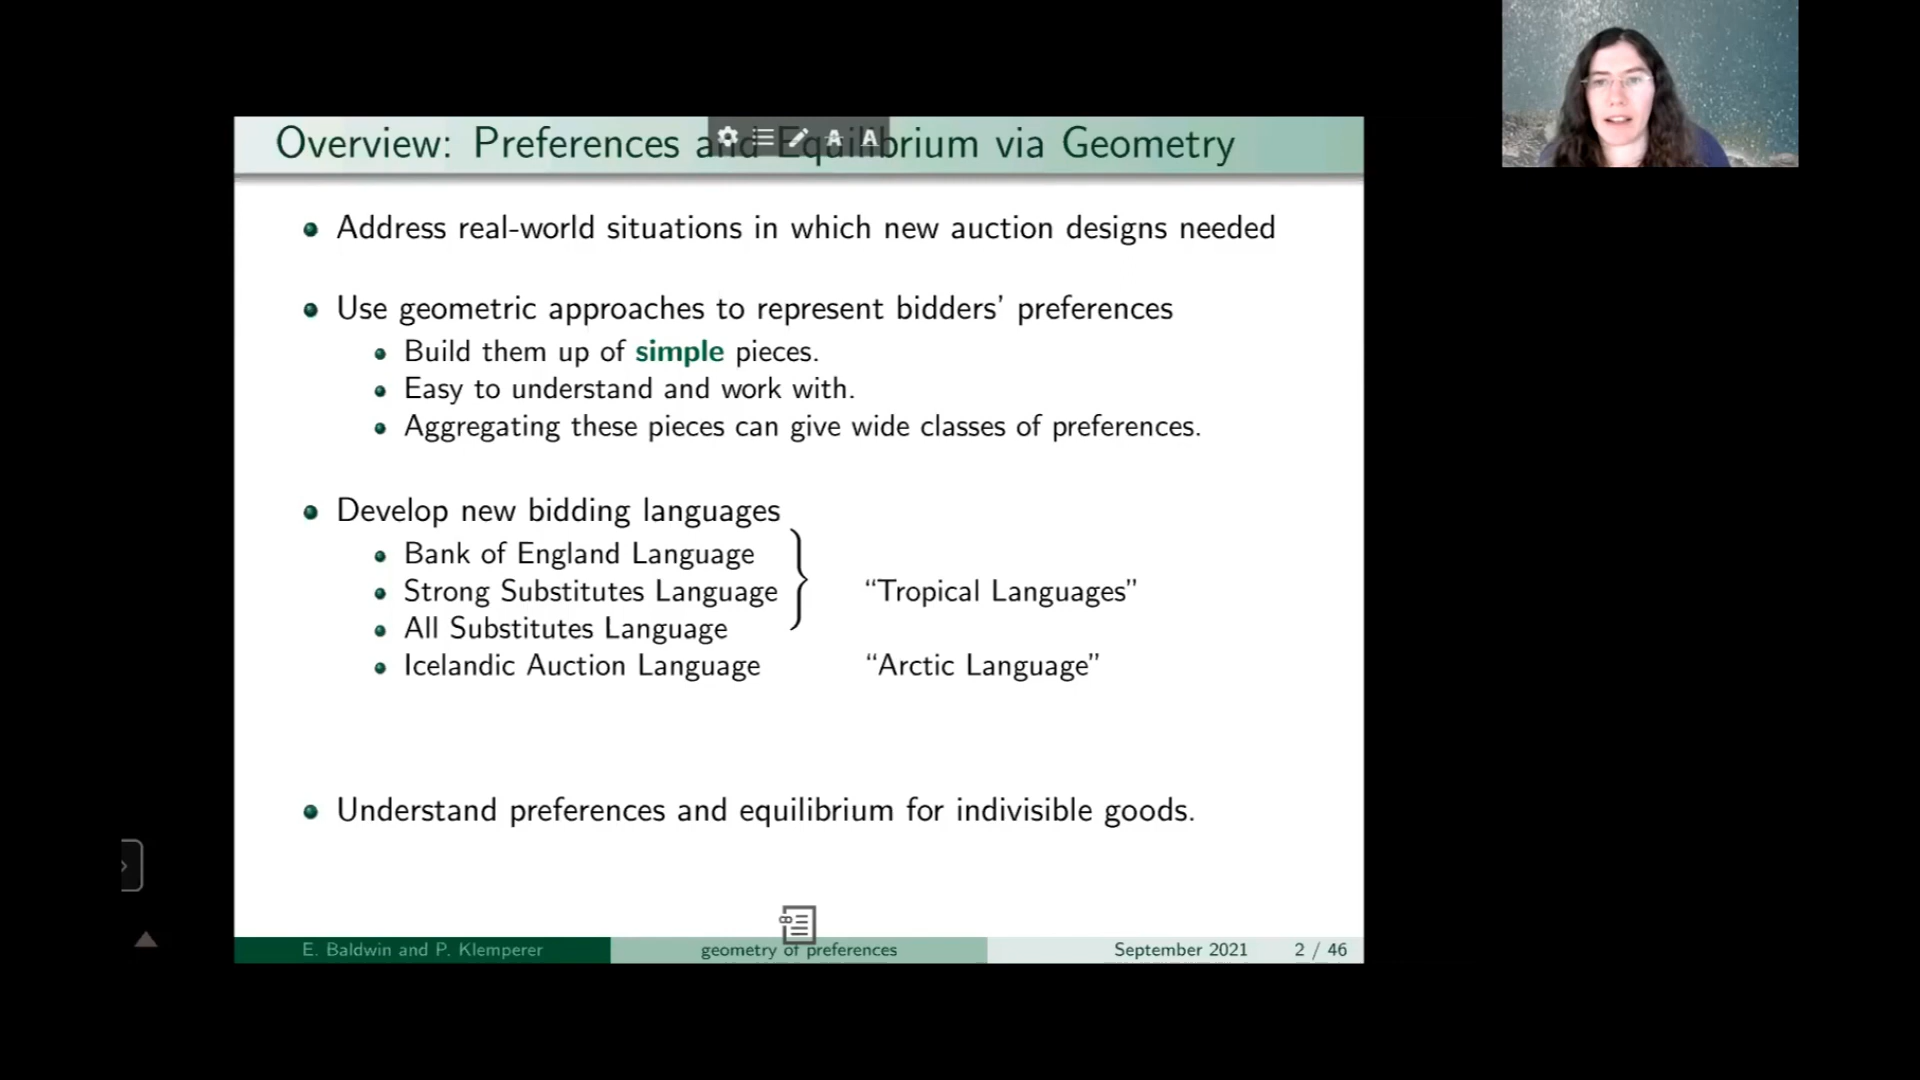 Overview: Preferences and Equilibrium via Geometry
Address real-world situations in which new auction designs needed
Use geometric approaches to represent bidders' preferences
Build them up of simple pieces.
Easy to understand and work with.
Aggregating these pieces can give wide classes of preferences.
Develop new bidding languages
Bank of England Language
Strong Substitutes Language
“Tropical Languages”
All Substitutes Language
Icelandic Auction Language
“Arctic Language”
Understand preferences and equilibrium for indivisible goods.
E. Baldwin and P. Klemperer
geometry of preferences
September 2021
2 / 46